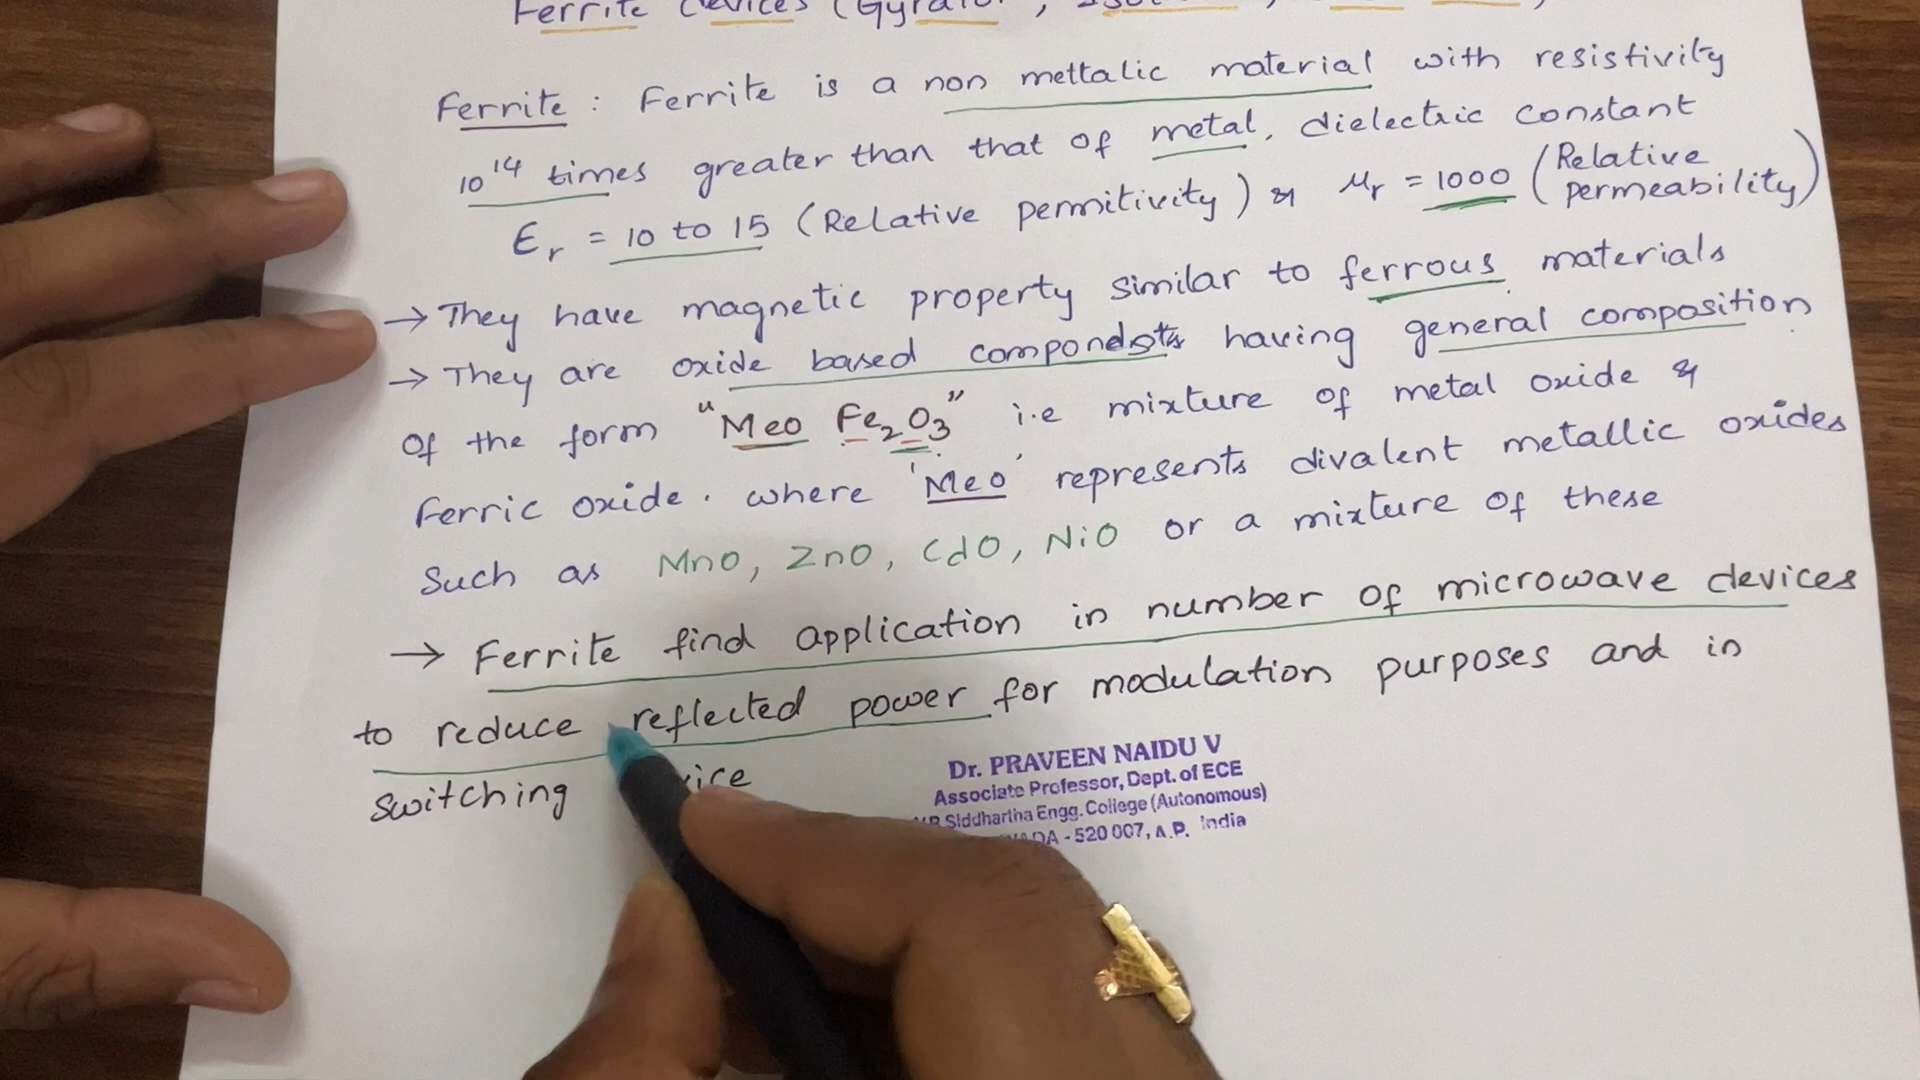 Ferrite devices (Gyrator,
Ferrite : Ferrite is a non mettalic material with resistivity
10¹⁴ times greater than that of metal, dielectric constant
Єr = 10 to 15 (Relative permitivity) & μr = 1000 (Relative permeability)
→ They have magnetic property similar to ferrous materials
→ They are oxide based having general composition
of the form "Meo Fe₂O₃" i.e mixture of metal oxide &
Ferric oxide. where 'Meo' represents divalent metallic oxides
Such as MnO, ZnO, CdO, NiO or a mixture of these
→ Ferrite find application in number of microwave devices
to reduce reflected power for modulation purposes and in
switching
Dr. PRAVEEN NAIDU V
Associate Professor, Dept. of ECE
Siddhartha Engg. College (Autonomous)
- 520 007, A.P. India